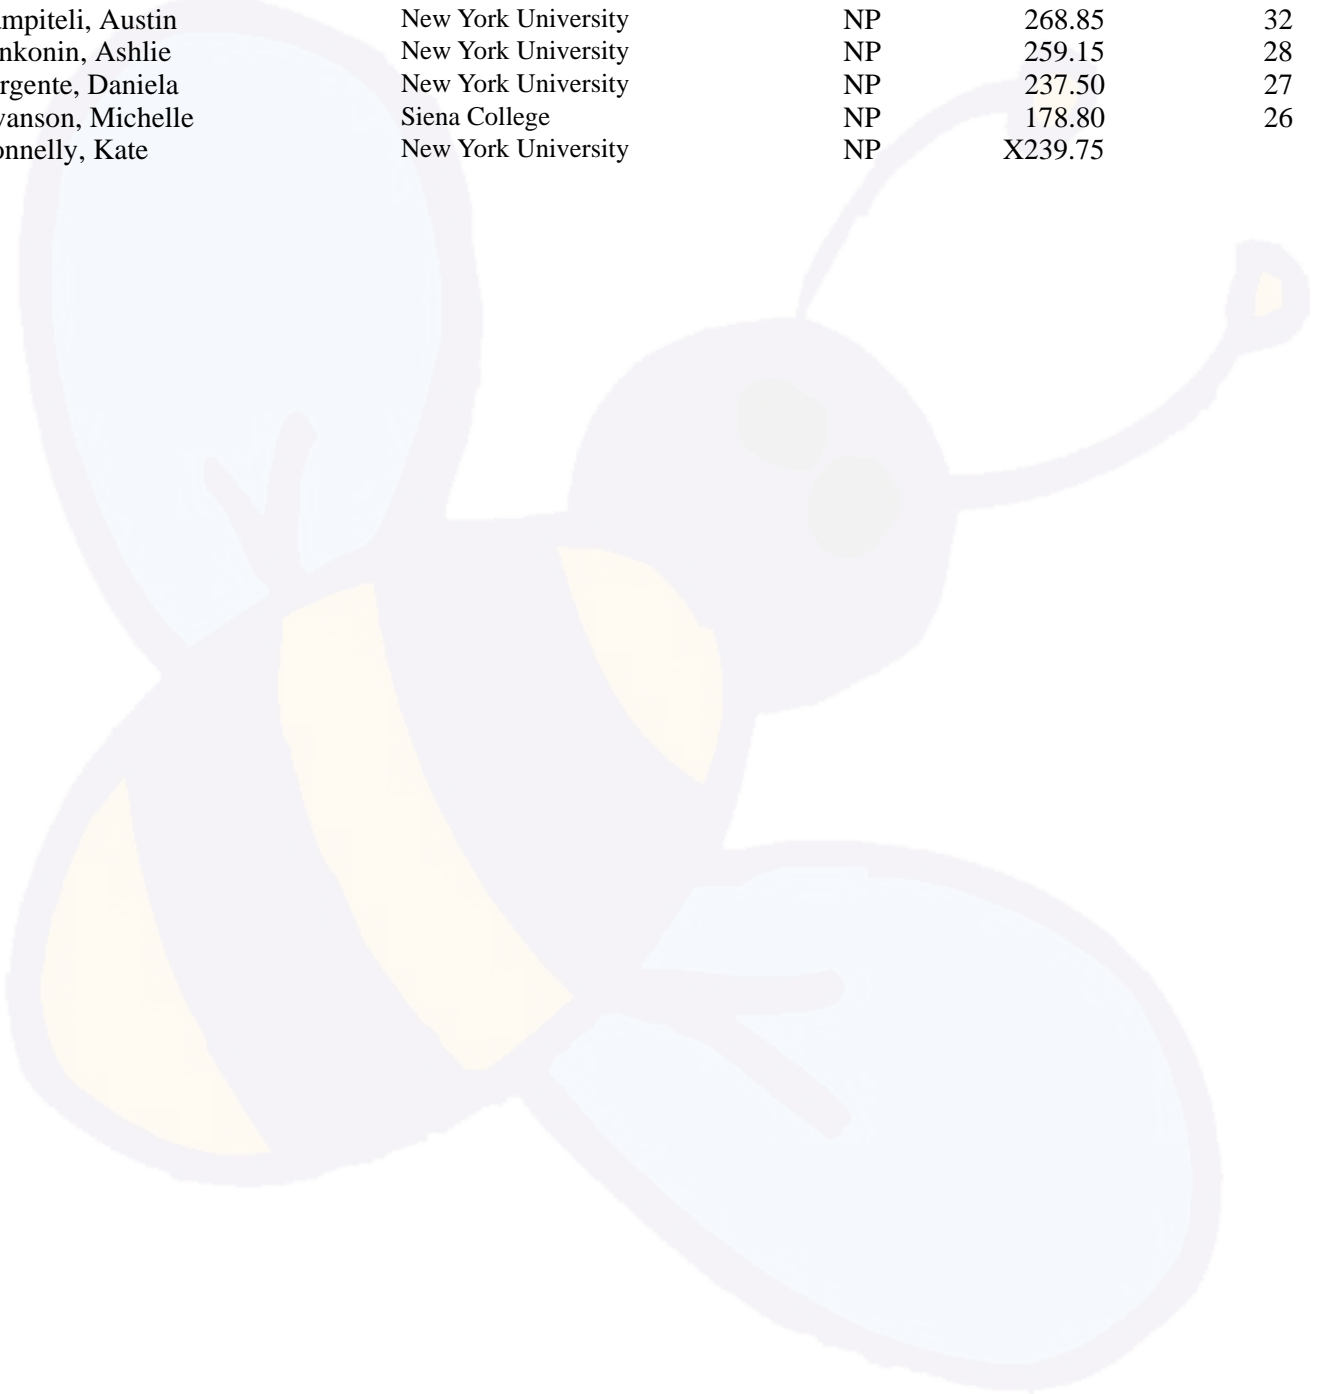 mpiteli, Austin New York University NP 268.85 32
nkonin, Ashlie New York University NP 259.15 28
rgente, Daniela New York University NP 237.50 27
vanson, Michelle Siena College NP 178.80 26
onnelly, Kate New York University NP X239.75